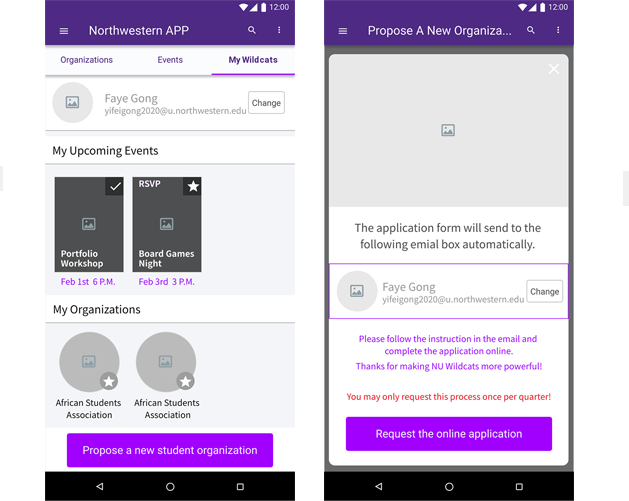 12:00
Northwestern APP
Organizations Events My Wildcats
Faye Gong
yifeigong2020@u.northwestern.edu
Change
My Upcoming Events
RSVP
Portfolio
Workshop
Board Games
Night
Feb 1st 6 P.M.
Feb 3rd 3 P.M.
My Organizations
African Students
Association
African Students
Association
Propose a new student organization
12:00
Propose A New Organiza...
The application form will send to the
following emial box automatically.
Faye Gong
yifeigong2020@u.northwestern.edu
Change
Please follow the instruction in the email and
complete the application online.
Thanks for making NU Wildcats more powerful!
You may only request this process once per quarter!
Request the online application